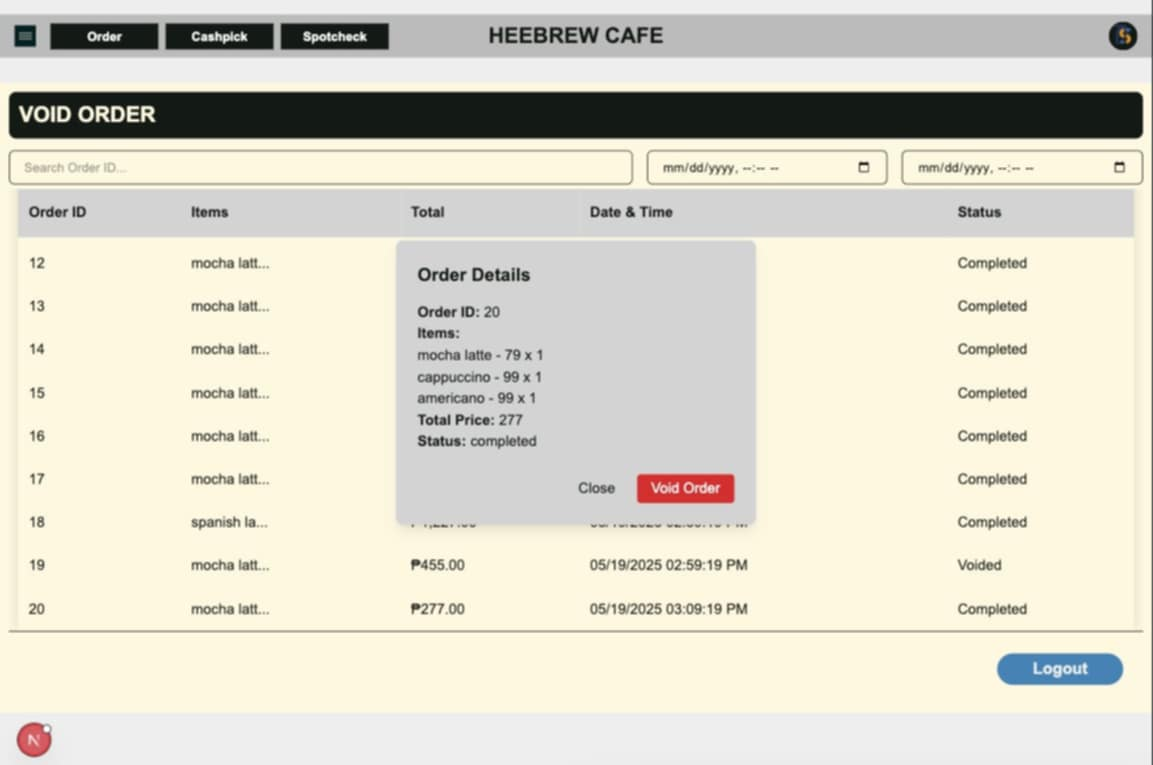 Order Cashpick Spotcheck HEEBREW CAFE
VOID ORDER
Search Order ID... mm/dd/yyyy, --:-- -- mm/dd/yyyy, --:-- --
Order ID Items Total Date & Time Status
12 mocha latt... Completed
13 mocha latt... Completed
14 mocha latt... Completed
15 mocha latt... Completed
16 mocha latt... Completed
17 mocha latt... Completed
18 spanish la... Completed
19 mocha latt... ₱455.00 05/19/2025 02:59:19 PM Voided
20 mocha latt... ₱277.00 05/19/2025 03:09:19 PM Completed
Order Details
Order ID: 20
Items:
mocha latte - 79 x 1
cappuccino - 99 x 1
americano - 99 x 1
Total Price: 277
Status: completed
Close Void Order
Logout
N